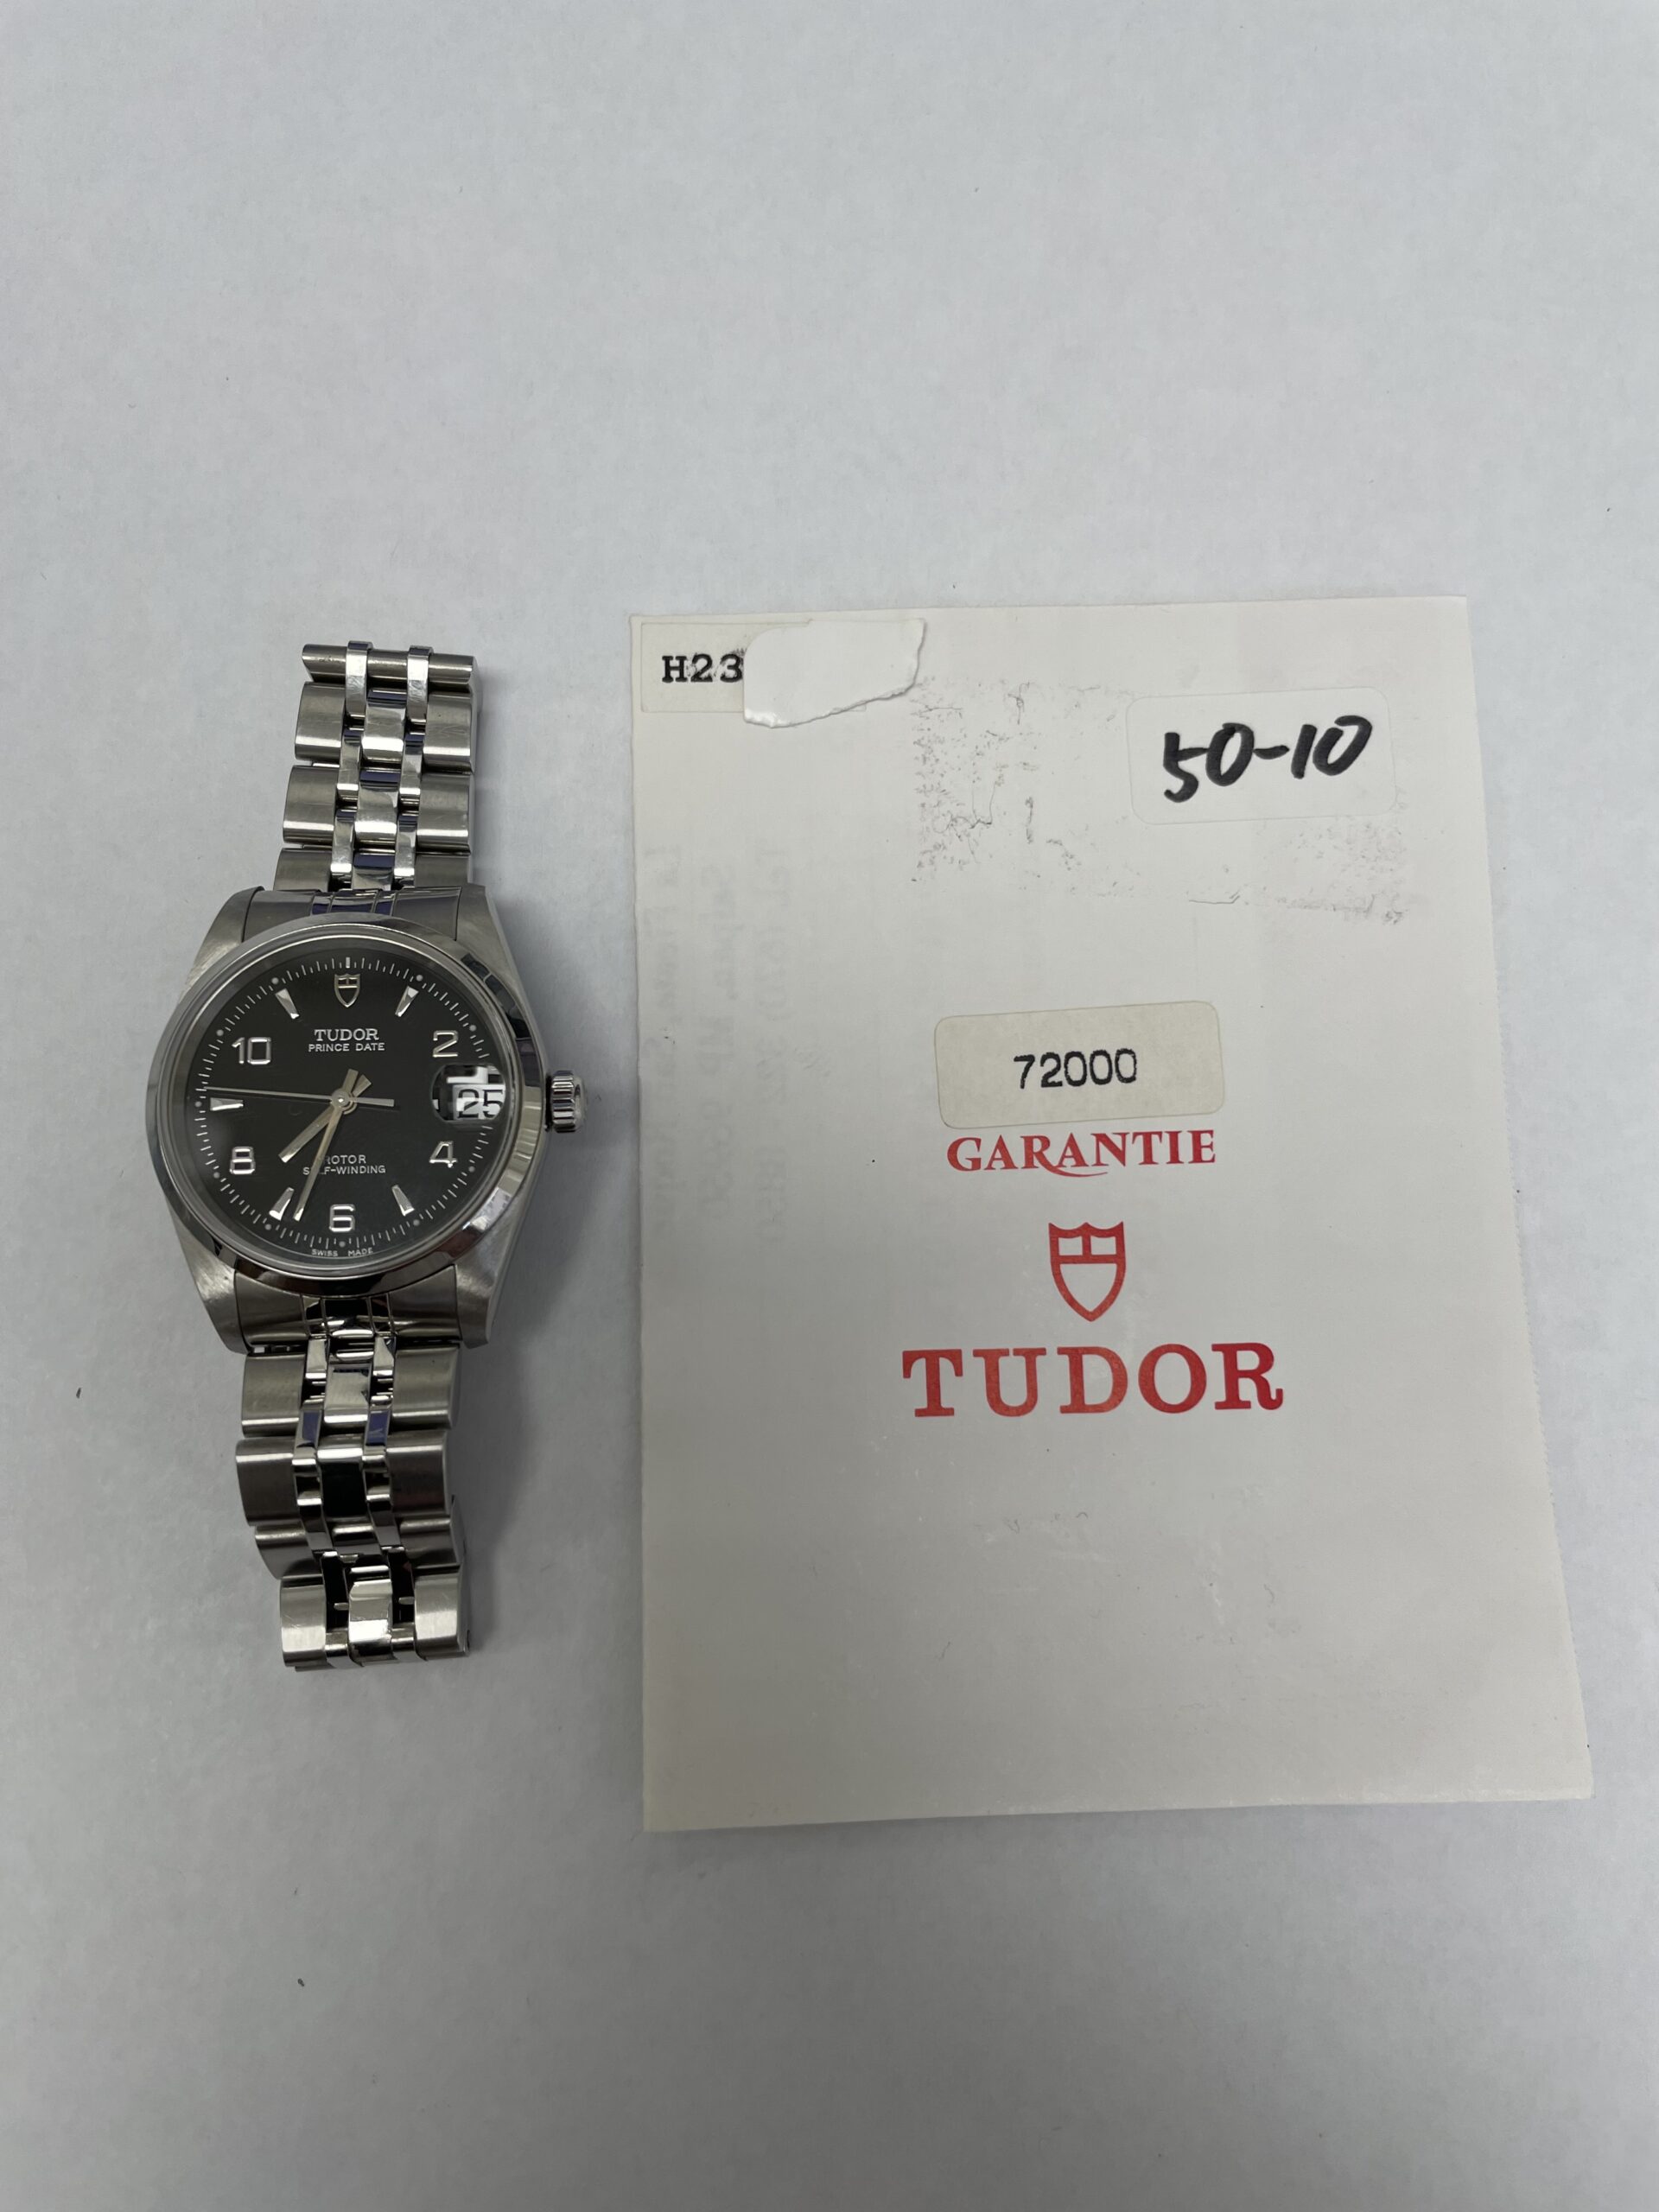 TUDOR
PRINCE DATE
10
2
25
8
4
ROTOR
SELF-WINDING
6
SWISS MADE
H23
50-10
72000
GARANTIE
TUDOR